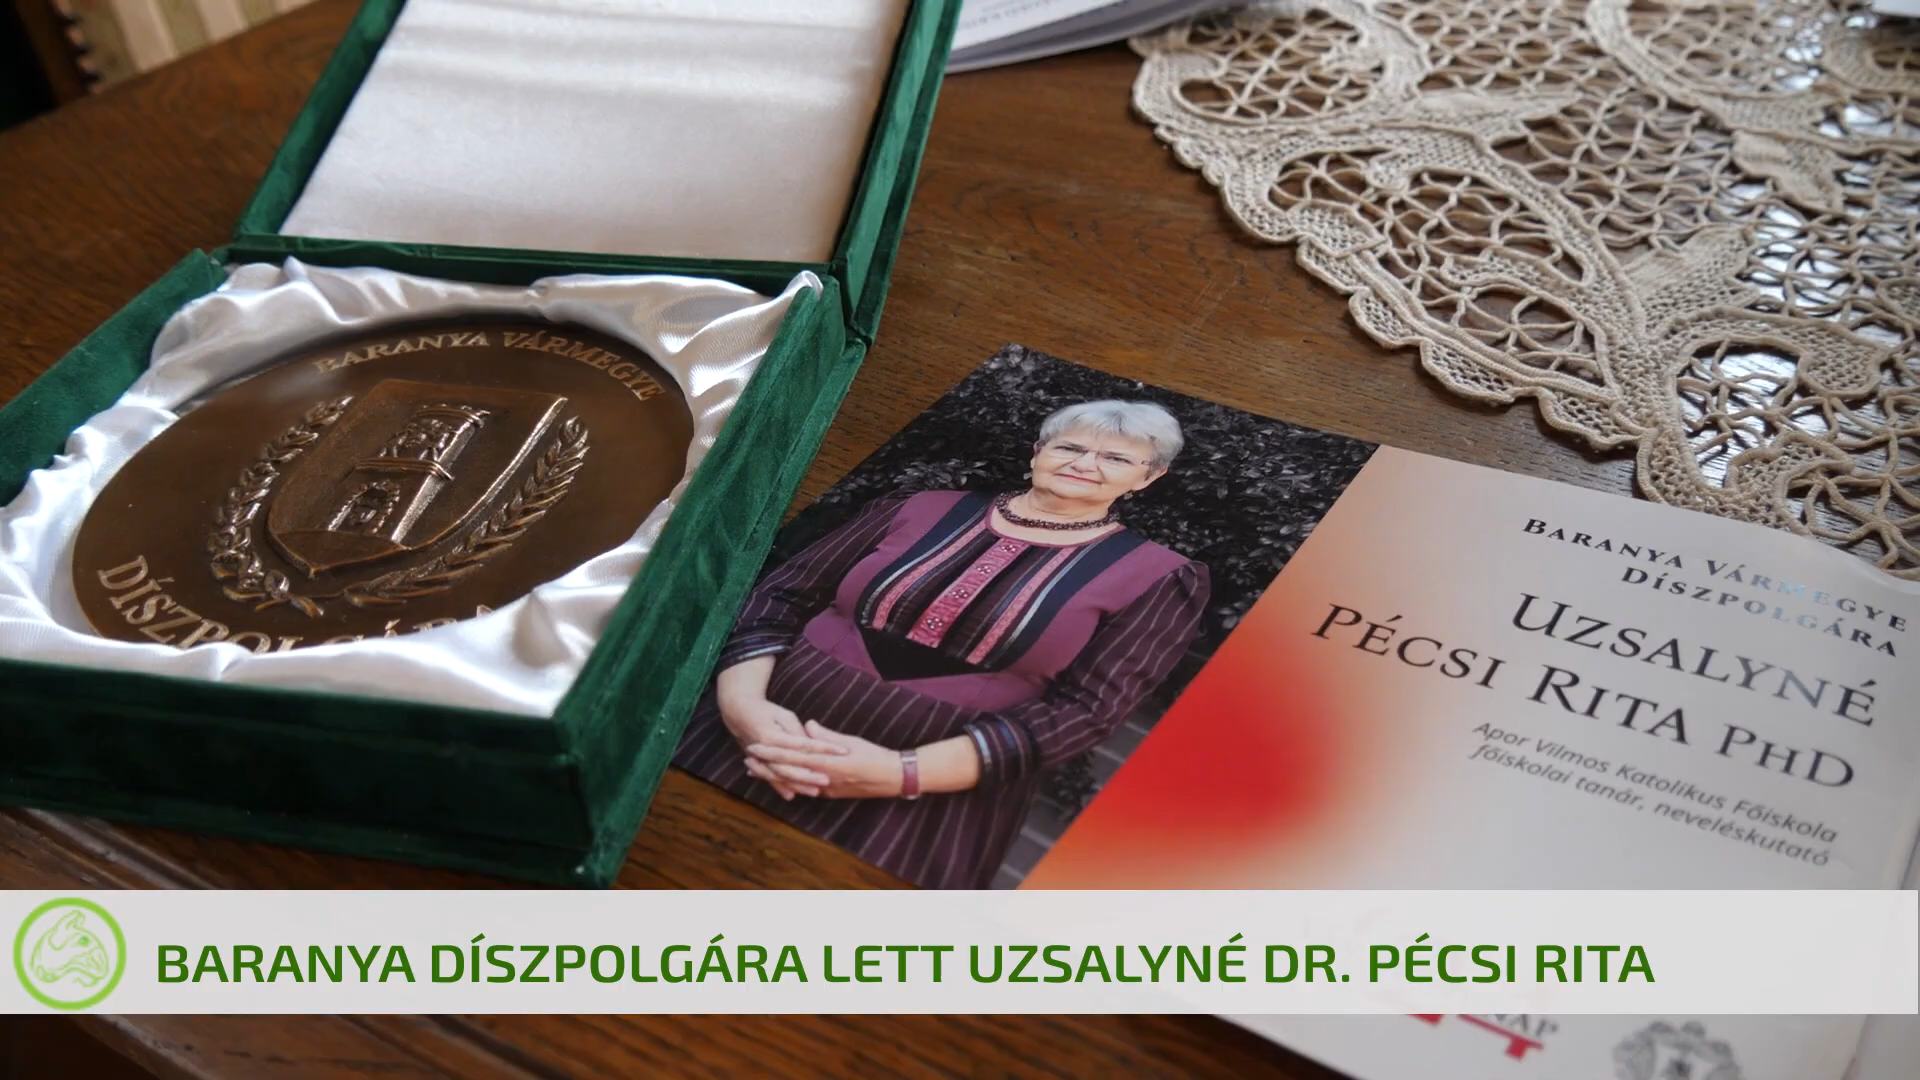 BARANYA VÁRMEGYE
DÍSZPOLGÁRA
BARANYA VÁRMEGYE
DÍSZPOLGÁRA
UZSALYNÉ
PÉCSI RITA PHD
Apor Vilmos Katolikus Főiskola
főiskolai tanár, neveléskutató
BARANYA DÍSZPOLGÁRA LETT UZSALYNÉ DR. PÉCSI RITA